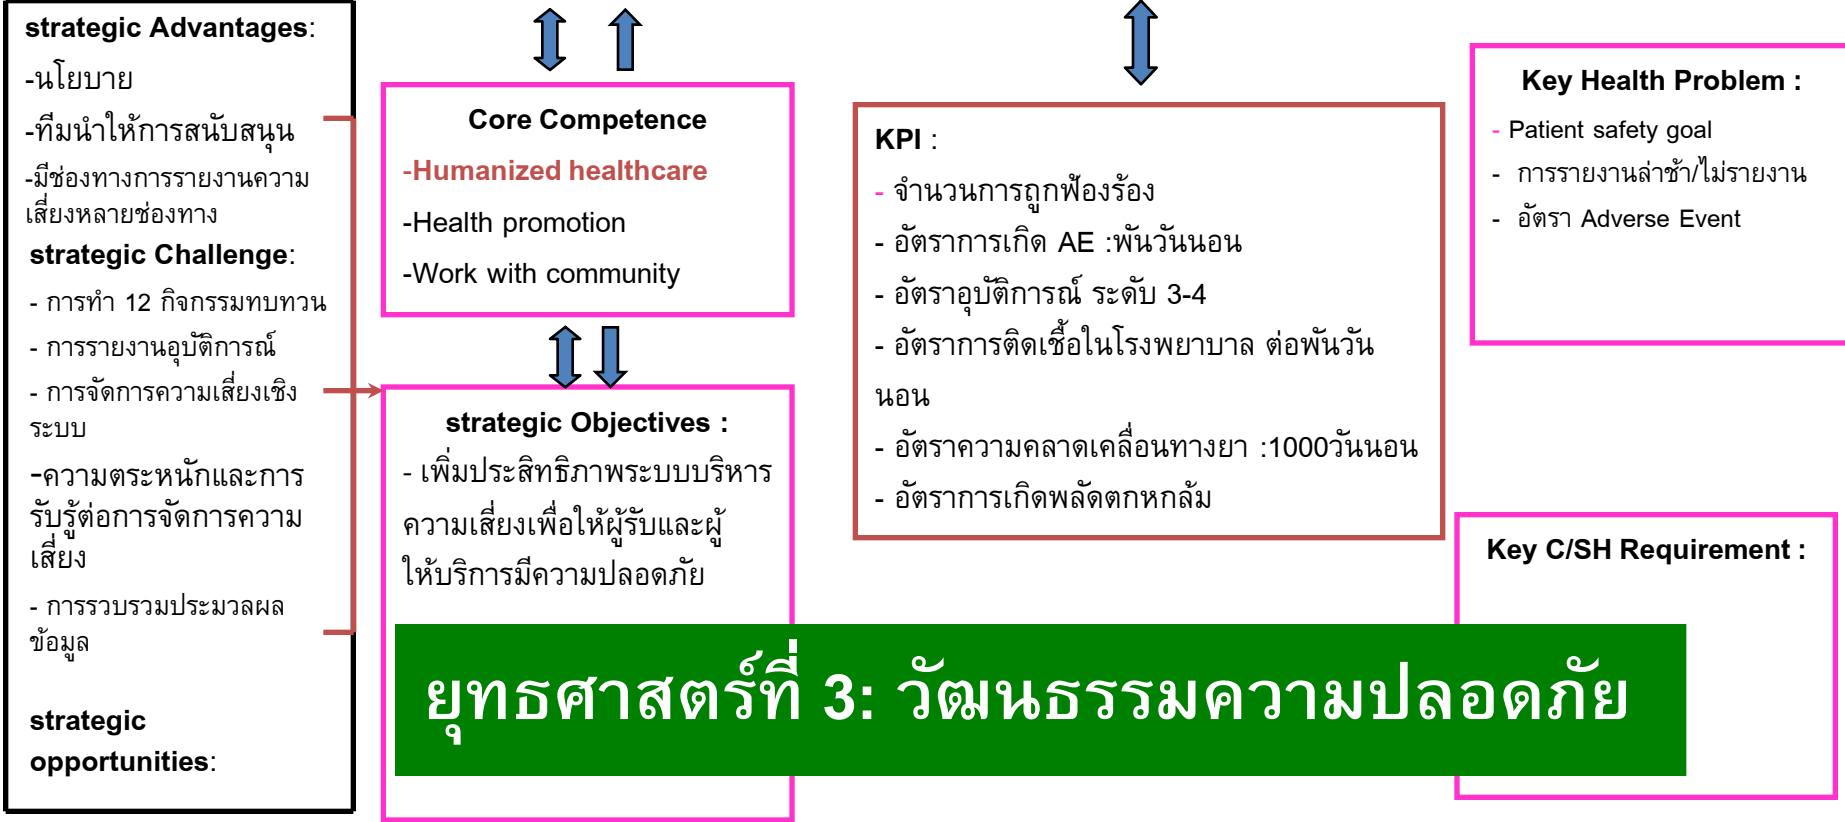 strategic Advantages:
-นโยบาย
-ทีมนำให้การสนับสนุน
-มีช่องทางการรายงานความ
เสี่ยงหลายช่องทาง
strategic Challenge:
- การทำ 12 กิจกรรมทบทวน
- การรายงานอุบัติการณ์
- การจัดการความเสี่ยงเชิง
ระบบ
-ความตระหนักและการ
รับรู้ต่อการจัดการความ
เสี่ยง
- การรวบรวมประมวลผล
ข้อมูล
strategic
opportunities:
Core Competence
-Humanized healthcare
-Health promotion
-Work with community
strategic Objectives :
- เพิ่มประสิทธิภาพระบบบริหาร
ความเสี่ยงเพื่อให้ผู้รับและผู้
ให้บริการมีความปลอดภัย
KPI :
- จำนวนการถูกฟ้องร้อง
- อัตราการเกิด AE :พันวันนอน
- อัตราอุบัติการณ์ ระดับ 3-4
- อัตราการติดเชื้อในโรงพยาบาล ต่อพันวัน
นอน
- อัตราความคลาดเคลื่อนทางยา :1000วันนอน
- อัตราการเกิดพลัดตกหกล้ม
Key Health Problem :
- Patient safety goal
- การรายงานล่าช้า/ไม่รายงาน
- อัตรา Adverse Event
Key C/SH Requirement :
ยุทธศาสตร์ที่ 3: วัฒนธรรมความปลอดภัย